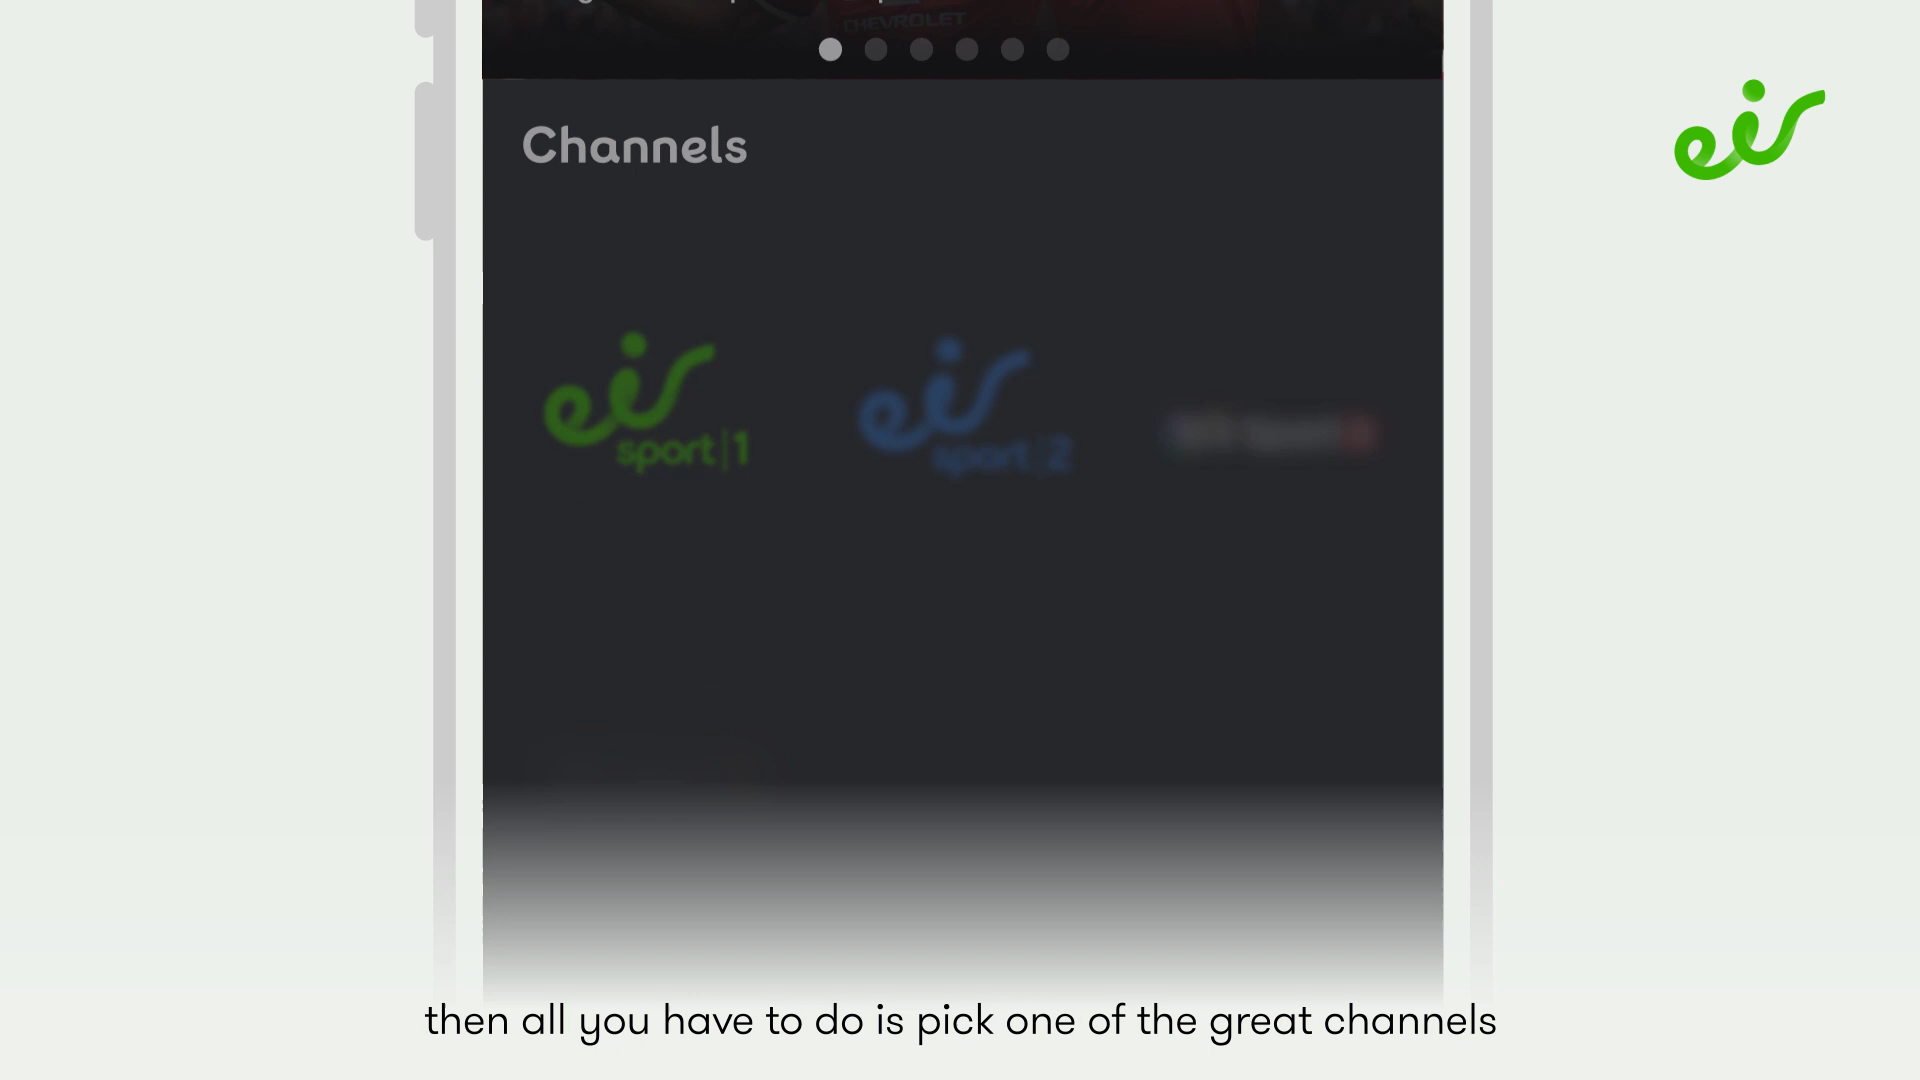 CHEVROLET
Channels
eir
eir
sport|1
eir
sport|2
then all you have to do is pick one of the great channels